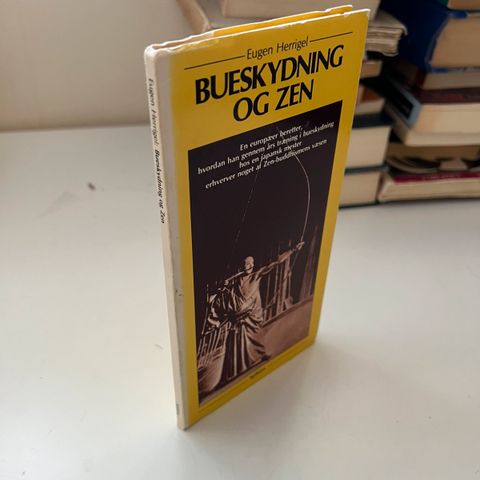 Eugen Herrigel
BUESKYDNING
OG ZEN
En europæer beretter,
hvordan han gennem års træning i bueskydning
hos en japansk mester
erhverver noget af Zen-buddhismens væsen
Eugen Herrigel: Bueskydning og Zen